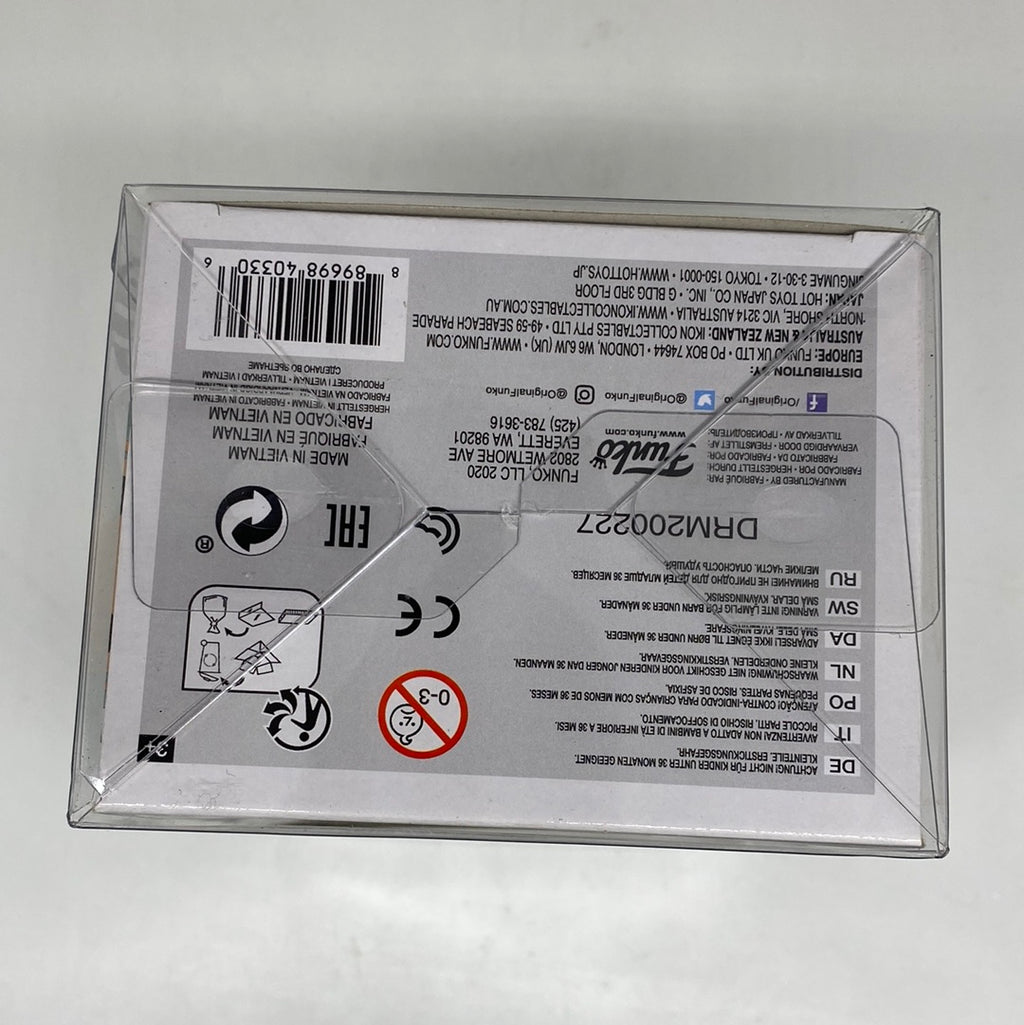 DE ACHTUNG! NICHT FÜR KINDER UNTER 36 MONATEN GEEIGNET.
KLEINTEILE. ERSTICKUNGSGEFAHR.
IT AVVERTENZA! NON ADATTO A BAMBINI DI ETÀ INFERIORE A 36 MESI.
PICCOLE PARTI. RISCHIO DI SOFFOCAMENTO.
PO ATENÇÃO! CONTRA-INDICADO PARA CRIANÇAS COM MENOS DE 36 MESES.
PEQUENAS PARTES. RISCO DE ASFIXIA.
NL WAARSCHUWING! NIET GESCHIKT VOOR KINDEREN JONGER DAN 36 MAANDEN.
KLEINE ONDERDELEN. VERSTIKKINGSGEVAAR.
DA ADVARSEL! IKKE EGNET TIL BØRN UNDER 36 MÅNEDER.
SMÅ DELE.
SW VARNING! INTE LÄMPLIG FÖR BARN UNDER 36 MÅNADER.
SMÅ DELAR. KVÄVNINGSRISK.
RU ВНИМАНИЕ! НЕ ПРИГОДНО ДЛЯ ДЕТЕЙ МЛАДШЕ 36 МЕСЯЦЕВ.
МЕЛКИЕ ЧАСТИ. ОПАСНОСТЬ УДУШЬЯ.
0-3
3+
CE
DRM200227
EAC
®
MANUFACTURED BY • FABRIQUÉ PAR:
FABRICADO POR • HERGESTELLT DURCH:
FABRICADO POR • FABBRICATO DA:
VERVAARDIGD DOOR • FREMSTILLET AF:
TILLVERKAD AV • ПРОИЗВОДИТЕЛЬ:
Funko
www.funko.com
FUNKO, LLC 2020
2802 WETMORE AVE
EVERETT, WA 98201
(425) 783-3616
MADE IN VIETNAM
FABRIQUÉ EN VIETNAM
FABRICADO EN VIETNAM
HERGESTELLT IN VIETNAM • FABRICATO IN VIETNAM
FABRICADO NA VIETNAM •
PRODUCERET I VIETNAM • TILLVERKAD I VIETNAM
СДЕЛАНО ВО ВЬЕТНАМЕ
/OriginalFunko @OriginalFunko @OriginalFunko
DISTRIBUTION BY:
EUROPE: FUNKO UK LTD • PO BOX 74644 • LONDON, W6 6JW (UK) • WWW.FUNKO.COM
AUSTRALIA & NEW ZEALAND: IKON COLLECTABLES PTY LTD • 49-59 SEABEACH PARADE
NORTH SHORE, VIC 3214 AUSTRALIA • WWW.IKONCOLLECTABLES.COM.AU
JAPAN: HOT TOYS JAPAN CO., INC. • G BLDG 3RD FLOOR
JINGUMAE 3-30-12 • TOKYO 150-0001 • WWW.HOTTOYS.JP
8 89698 40330 6